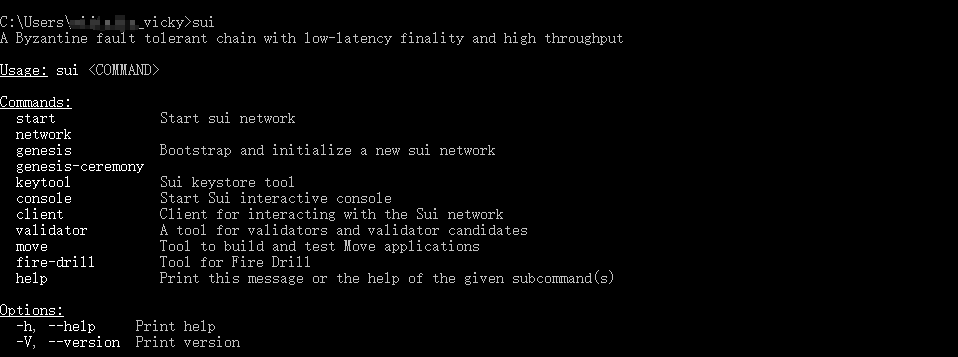 C:\Users\_vicky>sui
A Byzantine fault tolerant chain with low-latency finality and high throughput
Usage: sui <COMMAND>
Commands:
start Start sui network
network
genesis Bootstrap and initialize a new sui network
genesis-ceremony
keytool Sui keystore tool
console Start Sui interactive console
client Client for interacting with the Sui network
validator A tool for validators and validator candidates
move Tool to build and test Move applications
fire-drill Tool for Fire Drill
help Print this message or the help of the given subcommand(s)
Options:
-h, --help Print help
-V, --version Print version